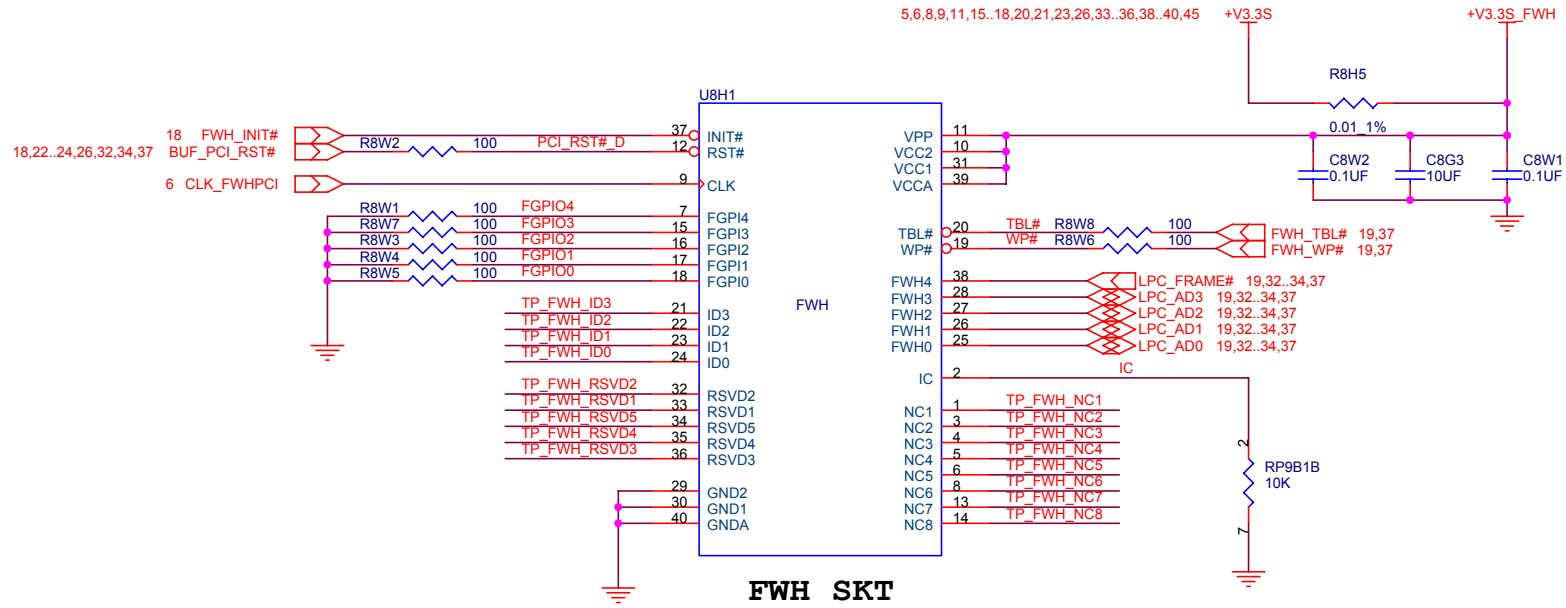 5,6,8,9,11,15..18,20,21,23,26,33..36,38..40,45 +V3.3S +V3.3S_FWH
R8H5
0.01_1%
C8W2 0.1UF
C8G3 10UF
C8W1 0.1UF
U8H1
FWH
18 FWH_INIT# 37 INIT#
18,22..24,26,32,34,37 BUF_PCI_RST# R8W2 100 PCI_RST#_D 12 RST#
6 CLK_FWHPCI 9 CLK
R8W1 100 FGPIO4 7 FGPI4
R8W7 100 FGPIO3 15 FGPI3
R8W3 100 FGPIO2 16 FGPI2
R8W4 100 FGPIO1 17 FGPI1
R8W5 100 FGPIO0 18 FGPI0
TP_FWH_ID3 21 ID3
TP_FWH_ID2 22 ID2
TP_FWH_ID1 23 ID1
TP_FWH_ID0 24 ID0
TP_FWH_RSVD2 32 RSVD2
TP_FWH_RSVD1 33 RSVD1
TP_FWH_RSVD5 34 RSVD5
TP_FWH_RSVD4 35 RSVD4
TP_FWH_RSVD3 36 RSVD3
29 GND2
30 GND1
40 GNDA
VPP 11
VCC2 10
VCC1 31
VCCA 39
TBL# 20 TBL# R8W8 100 FWH_TBL# 19,37
WP# 19 WP# R8W6 100 FWH_WP# 19,37
FWH4 38 LPC_FRAME# 19,32..34,37
FWH3 28 LPC_AD3 19,32..34,37
FWH2 27 LPC_AD2 19,32..34,37
FWH1 26 LPC_AD1 19,32..34,37
FWH0 25 LPC_AD0 19,32..34,37
IC 2 IC
NC1 1 TP_FWH_NC1
NC2 3 TP_FWH_NC2
NC3 4 TP_FWH_NC3
NC4 5 TP_FWH_NC4
NC5 6 TP_FWH_NC5
NC6 8 TP_FWH_NC6
NC7 13 TP_FWH_NC7
NC8 14 TP_FWH_NC8
2
RP9B1B
10K
7
FWH SKT